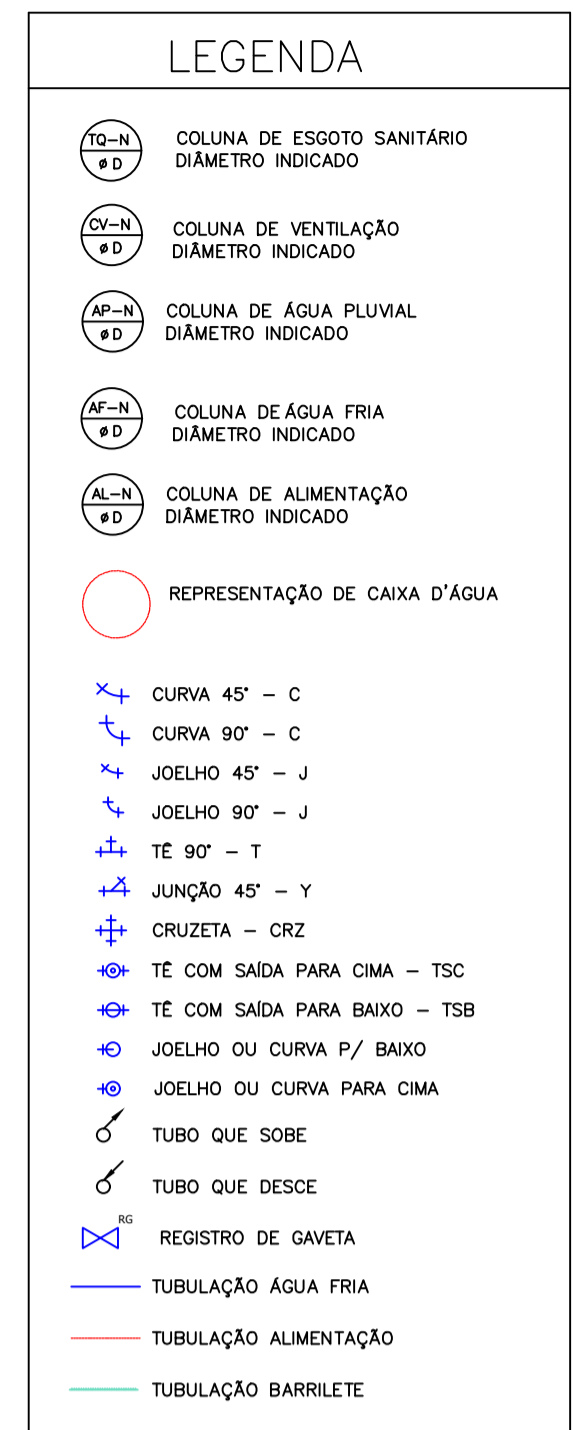 LEGENDA
TQ-N
ø D
COLUNA DE ESGOTO SANITÁRIO
DIÂMETRO INDICADO
CV-N
ø D
COLUNA DE VENTILAÇÃO
DIÂMETRO INDICADO
AP-N
ø D
COLUNA DE ÁGUA PLUVIAL
DIÂMETRO INDICADO
AF-N
ø D
COLUNA DE ÁGUA FRIA
DIÂMETRO INDICADO
AL-N
ø D
COLUNA DE ALIMENTAÇÃO
DIÂMETRO INDICADO
REPRESENTAÇÃO DE CAIXA D'ÁGUA
CURVA 45° - C
CURVA 90° - C
JOELHO 45° - J
JOELHO 90° - J
TÊ 90° - T
JUNÇÃO 45° - Y
CRUZETA - CRZ
TÊ COM SAÍDA PARA CIMA - TSC
TÊ COM SAÍDA PARA BAIXO - TSB
JOELHO OU CURVA P/ BAIXO
JOELHO OU CURVA PARA CIMA
TUBO QUE SOBE
TUBO QUE DESCE
RG
REGISTRO DE GAVETA
TUBULAÇÃO ÁGUA FRIA
TUBULAÇÃO ALIMENTAÇÃO
TUBULAÇÃO BARRILETE